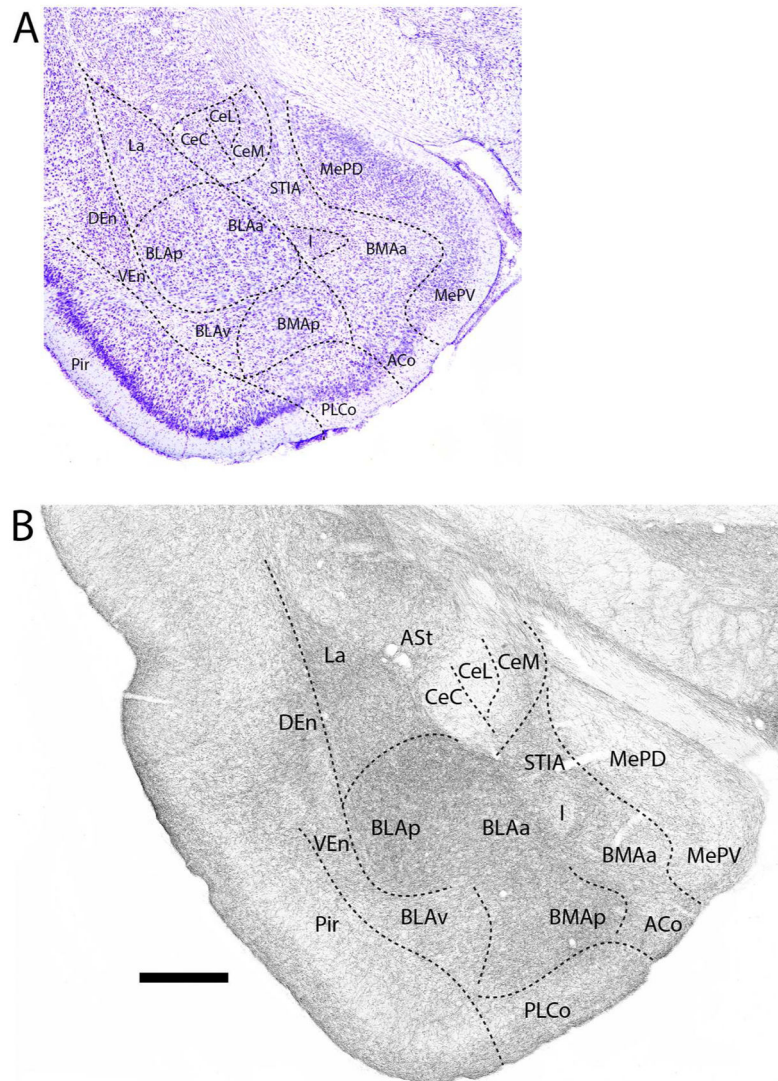 A
CeL
La
CeC
CeM
MePD
STIA
DEn
BLAa
I
BMAa
BLAp
VEn
MePV
BLAv
BMAp
Pir
ACo
PLCo
B
ASt
La
CeL
CeM
CeC
DEn
STIA
MePD
I
BLAp
BLAa
VEn
BMAa
MePV
BLAv
BMAp
Pir
ACo
PLCo